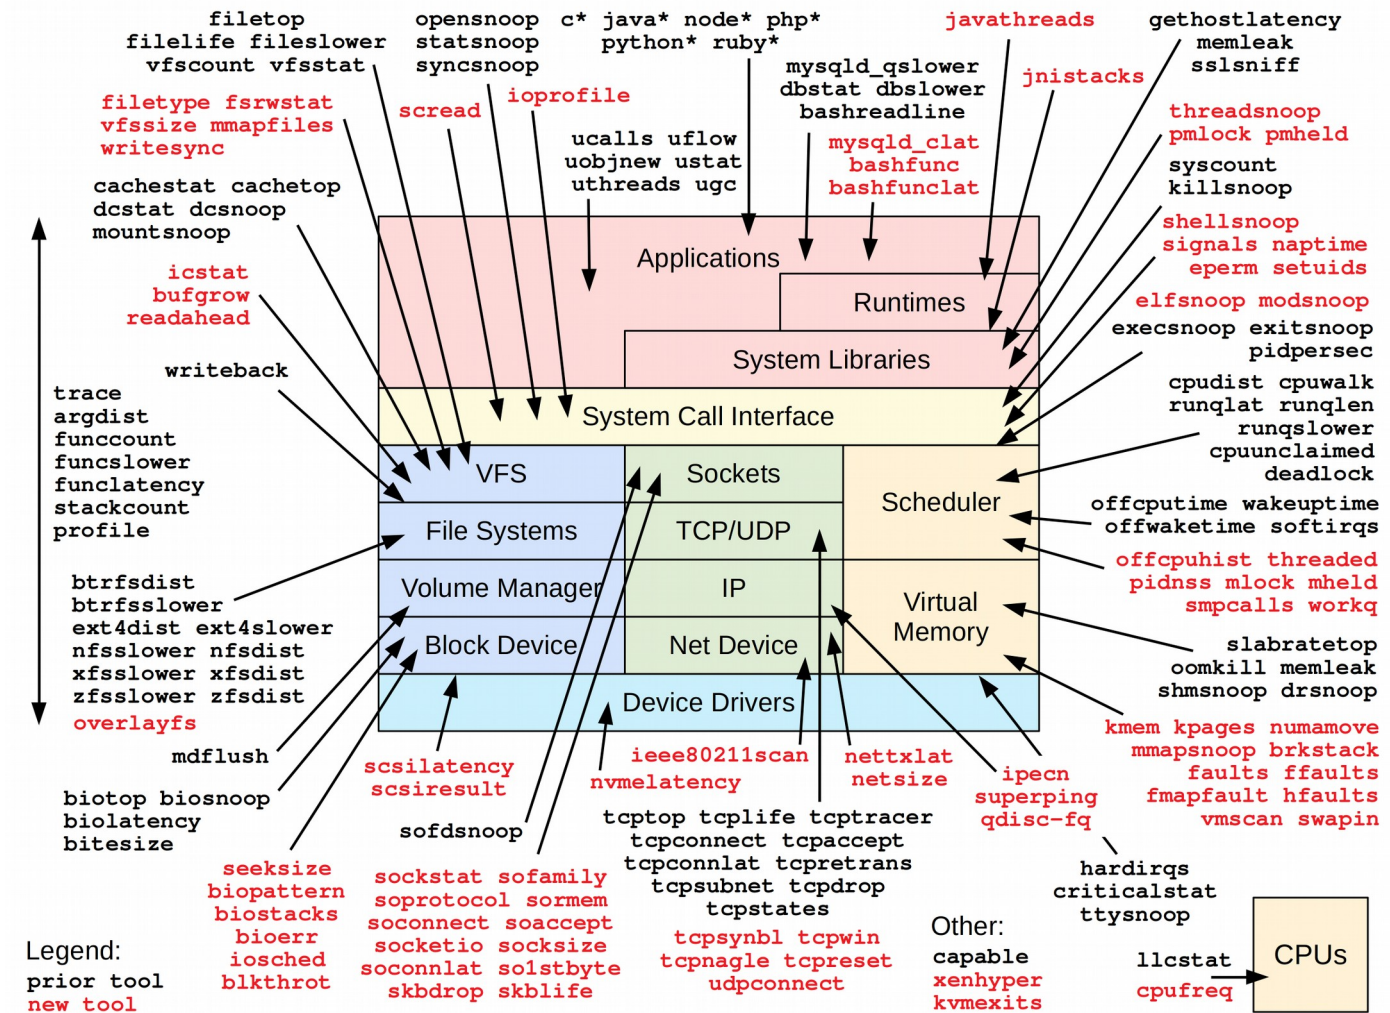 filetop
filelife fileslower
vfscount vfsstat
opensnoop
statsnoop
syncsnoop
c* java* node* php*
python* ruby*
javathreads
gethostlatency
memleak
sslsniff
filetype fsrwstat
vfssize mmapfiles
writesync
scread
ioprofile
mysqld_qslower
dbstat dbslower
bashreadline
jnistacks
ucalls uflow
uobjnew ustat
uthreads ugc
mysqld_clat
bashfunc
bashfunclat
threadsnoop
pmlock pmheld
syscount
killsnoop
cachestat cachetop
dcstat dcsnoop
mountsnoop
shellsnoop
signals naptime
eperm setuids
icstat
bufgrow
readahead
elfsnoop modsnoop
execsnoop exitsnoop
pidpersec
writeback
cpudist cpuwalk
runqlat runqlen
runqslower
cpuunclaimed
deadlock
trace
argdist
funccount
funcslower
funclatency
stackcount
profile
offcputime wakeuptime
offwaketime softirqs
offcpuhist threaded
pidnss mlock mheld
smpcalls workq
Applications
Runtimes
System Libraries
System Call Interface
VFS
Sockets
Scheduler
File Systems
TCP/UDP
Volume Manager
IP
Virtual
Memory
Block Device
Net Device
Device Drivers
btrfsdist
btrfsslower
ext4dist ext4slower
nfsslower nfsdist
xfsslower xfsdist
zfsslower zfsdist
overlayfs
slabratetop
oomkill memleak
shmsnoop drsnoop
mdflush
kmem kpages numamove
mmapsnoop brkstack
faults ffaults
fmapfault hfaults
vmscan swapin
biotop biosnoop
biolatency
bitesize
scsilatency
scsiresult
nvmelatency
ieee80211scan
nettxlat
netsize
ipecn
superping
qdisc-fq
sofdsnoop
tcptop tcplife tcptracer
tcpconnect tcpaccept
tcpconnlat tcpretrans
tcpsubnet tcpdrop
tcpstates
hardirqs
criticalstat
ttysnoop
seeksize
biopattern
biostacks
bioerr
iosched
blkthrot
sockstat sofamily
soprotocol sormem
soconnect soaccept
socketio socksize
soconnlat so1stbyte
skbdrop skblife
tcpsynbl tcpwin
tcpnagle tcpreset
udpconnect
Other:
capable
xenhyper
kvmexits
llcstat
cpufreq
CPUs
Legend:
prior tool
new tool